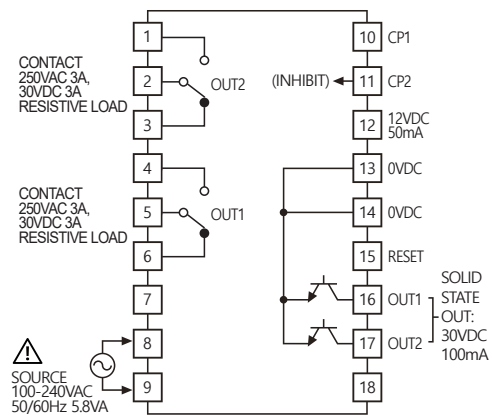 1
2
3
4
5
6
7
8
9
CONTACT
250VAC 3A,
30VDC 3A
RESISTIVE LOAD
OUT2
CONTACT
250VAC 3A,
30VDC 3A
RESISTIVE LOAD
OUT1
SOURCE
100-240VAC
50/60Hz 5.8VA
10 CP1
(INHIBIT) 11 CP2
12 12VDC
50mA
13 0VDC
14 0VDC
15 RESET
16 OUT1
17 OUT2
18
SOLID
STATE
OUT:
30VDC
100mA